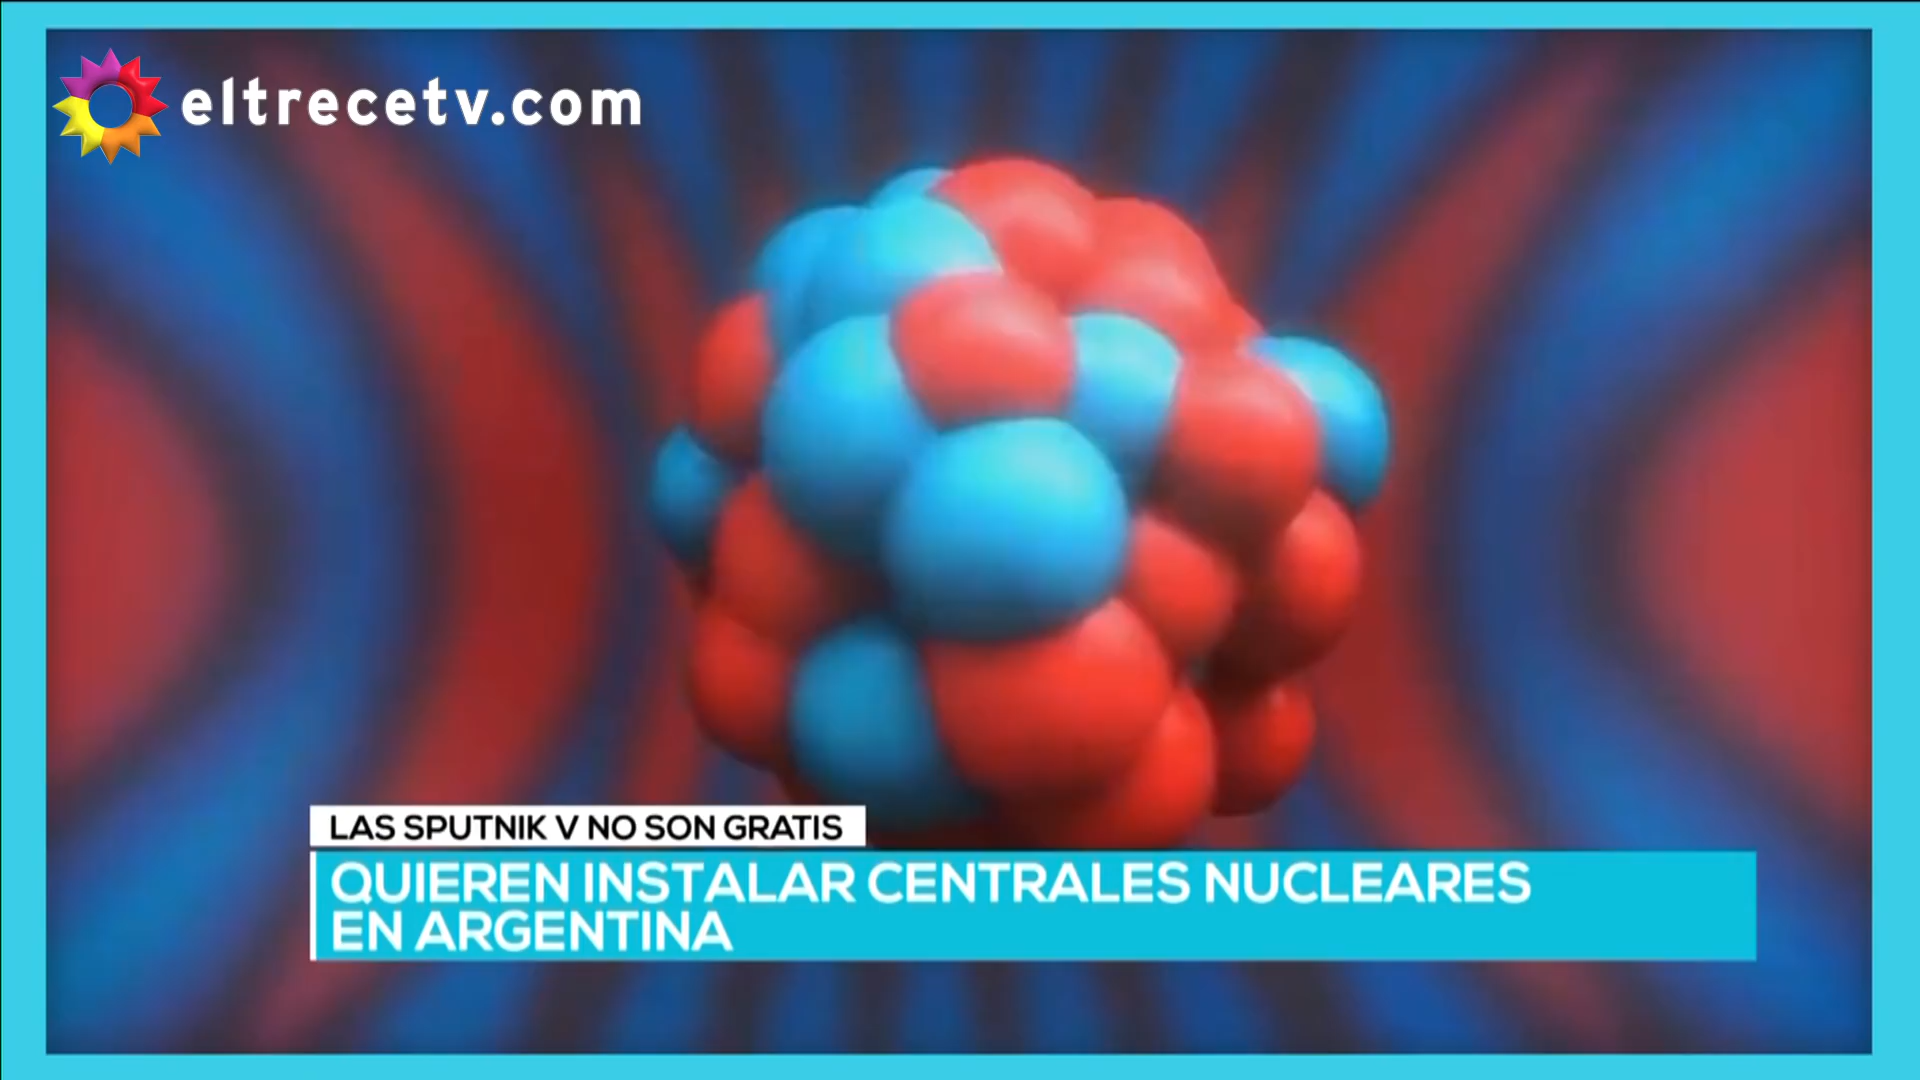 eltrecetv.com
LAS SPUTNIK V NO SON GRATIS
QUIEREN INSTALAR CENTRALES NUCLEARES
EN ARGENTINA